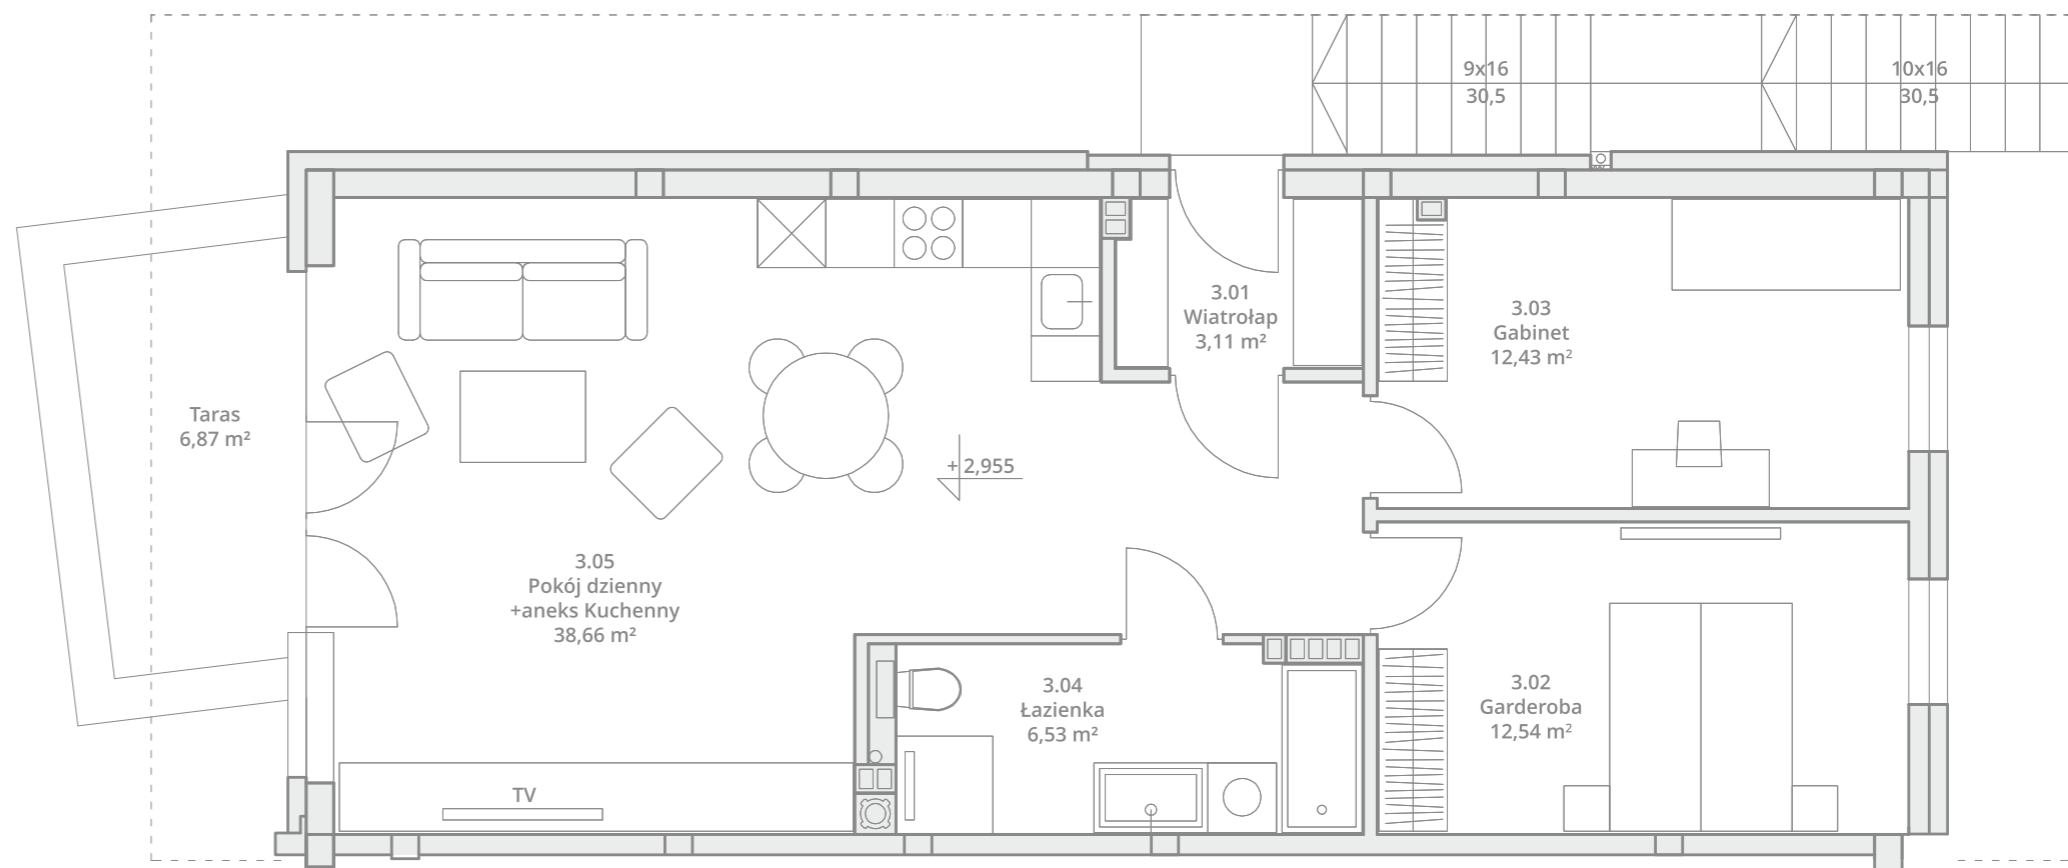 9x16
30,5
10x16
30,5
3.01
Wiatrołap
3,11 m²
3.03
Gabinet
12,43 m²
Taras
6,87 m²
+2,955
3.05
Pokój dzienny
+aneks Kuchenny
38,66 m²
3.04
Łazienka
6,53 m²
3.02
Garderoba
12,54 m²
TV